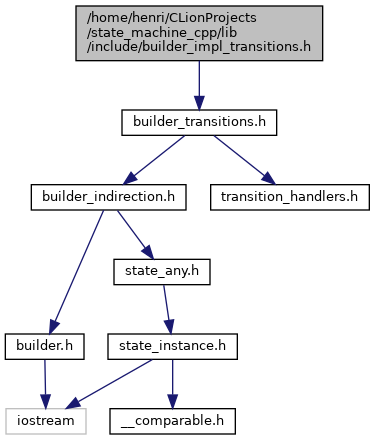 /home/henri/CLionProjects
/state_machine_cpp/lib
/include/builder_impl_transitions.h
builder_transitions.h
builder_indirection.h
transition_handlers.h
state_any.h
builder.h
state_instance.h
iostream
__comparable.h